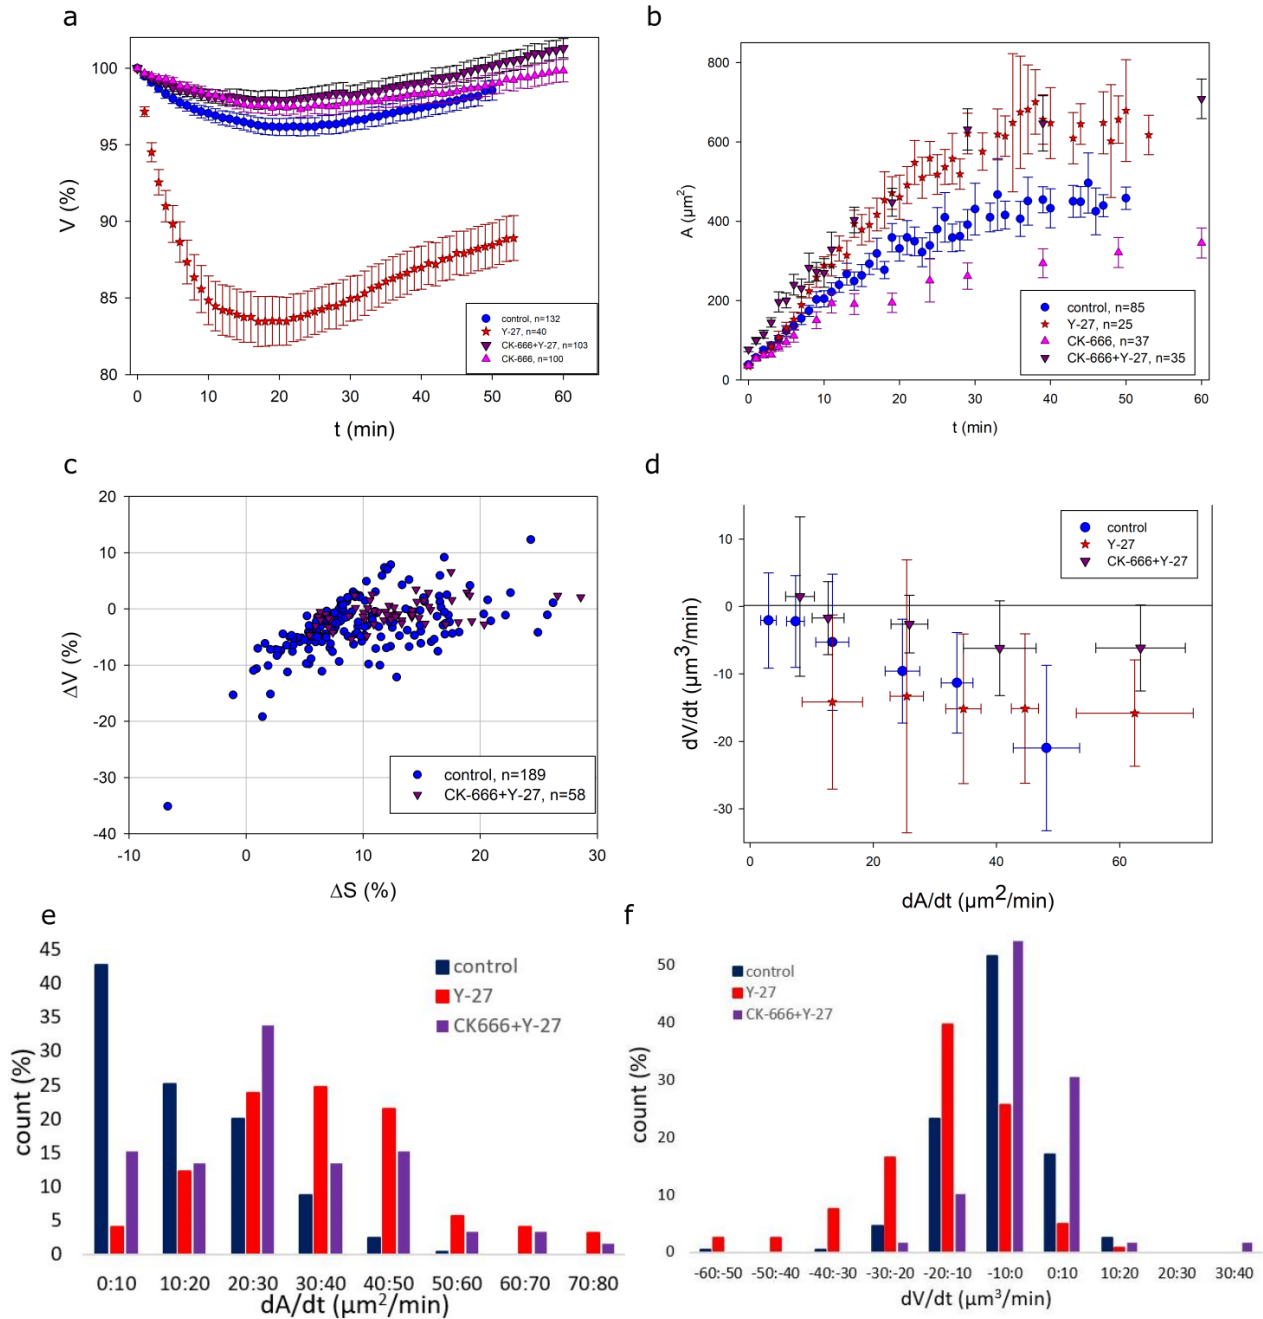 a
100
95
90
85
80
V (%)
control, n=132
Y-27, n=40
CK-666+Y-27, n=103
CK-666, n=100
0 10 20 30 40 50 60
t (min)
b
800
600
400
200
0
A (µm²)
control, n=85
Y-27, n=25
CK-666, n=37
CK-666+Y-27, n=35
0 10 20 30 40 50 60
t (min)
c
20
10
0
-10
-20
-30
-40
ΔV (%)
control, n=189
CK-666+Y-27, n=58
-10 0 10 20 30
ΔS (%)
d
10
0
-10
-20
-30
dV/dt (µm³/min)
control
Y-27
CK-666+Y-27
0 20 40 60
dA/dt (µm²/min)
e
45
40
35
30
25
20
15
10
5
0
count (%)
control
Y-27
CK666+Y-27
0:10 10:20 20:30 30:40 40:50 50:60 60:70 70:80
dA/dt (µm²/min)
f
50
40
30
20
10
0
count (%)
control
Y-27
CK-666+Y-27
-60:-50 -50:-40 -40:-30 -30:-20 -20:-10 -10:0 0:10 10:20 20:30 30:40
dV/dt (µm³/min)